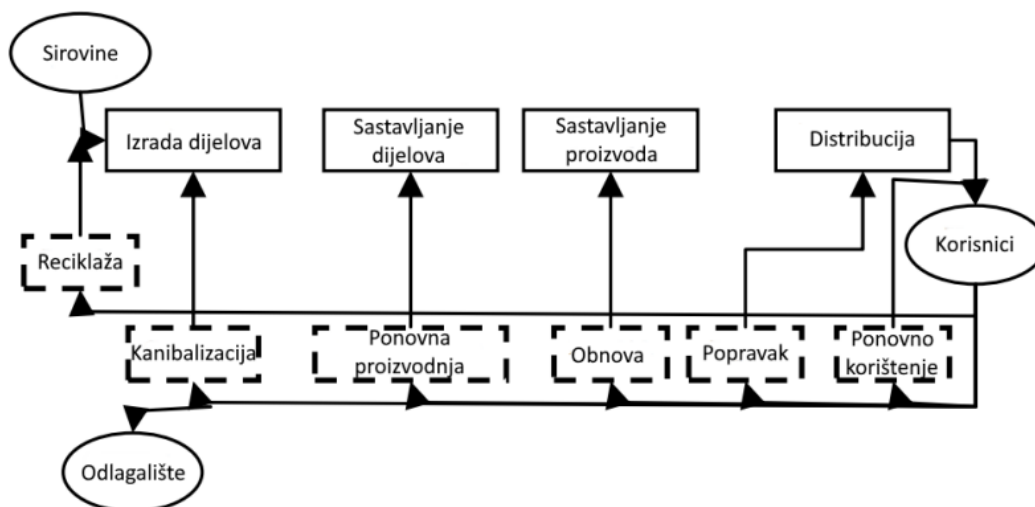 Sirovine
Izrada dijelova
Sastavljanje
dijelova
Sastavljanje
proizvoda
Distribucija
Korisnici
Reciklaža
Kanibalizacija
Ponovna
proizvodnja
Obnova
Popravak
Ponovno
korištenje
Odlagalište